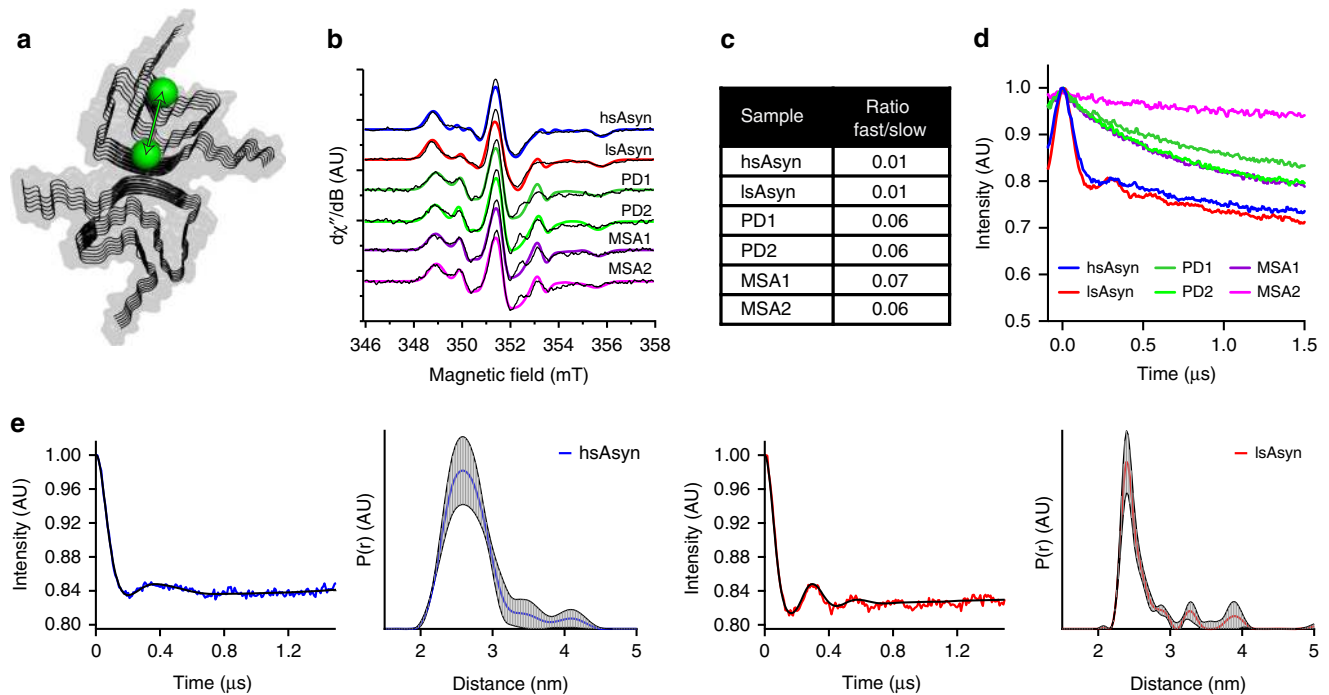 a
b
dχ″/dB (AU)
hsAsyn
lsAsyn
PD1
PD2
MSA1
MSA2
346 348 350 352 354 356 358
Magnetic field (mT)
c
Sample Ratio fast/slow
hsAsyn 0.01
lsAsyn 0.01
PD1 0.06
PD2 0.06
MSA1 0.07
MSA2 0.06
d
Intensity (AU)
1.0
0.9
0.8
0.7
0.6
0.5
hsAsyn PD1 MSA1
lsAsyn PD2 MSA2
0.0 0.5 1.0 1.5
Time (μs)
e
Intensity (AU)
1.00
0.96
0.92
0.88
0.84
0.80
0 0.4 0.8 1.2
Time (μs)
P(r) (AU)
hsAsyn
2 3 4 5
Distance (nm)
Intensity (AU)
1.00
0.96
0.92
0.88
0.84
0.80
0 0.4 0.8 1.2
Time (μs)
P(r) (AU)
lsAsyn
2 3 4 5
Distance (nm)